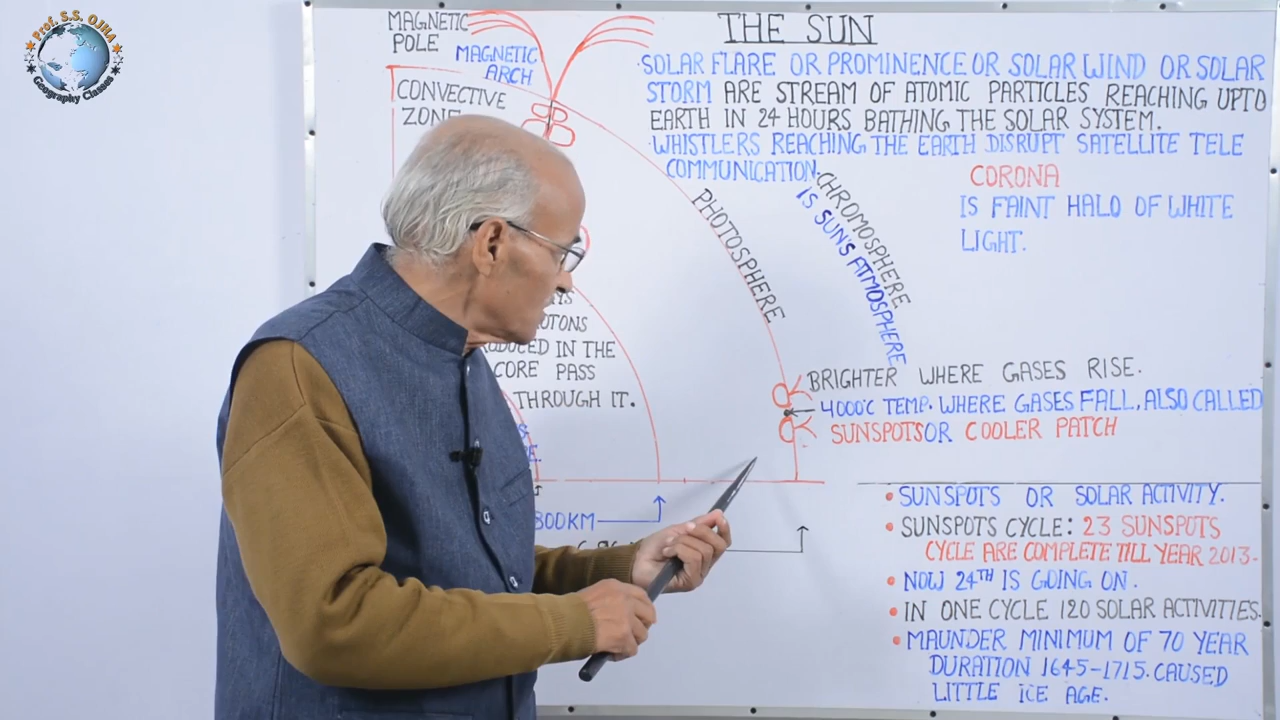 Prof. S.S. OJHA
Geography Classes
MAGNETIC
POLE
MAGNETIC
ARCH
CONVECTIVE
ZONE
THE SUN
SOLAR FLARE OR PROMINENCE OR SOLAR WIND OR SOLAR
STORM ARE STREAM OF ATOMIC PARTICLES REACHING UPTO
EARTH IN 24 HOURS BATHING THE SOLAR SYSTEM.
WHISTLERS REACHING THE EARTH DISRUPT SATELLITE TELE
COMMUNICATION.
CORONA
IS FAINT HALO OF WHITE
LIGHT.
CHROMOSPHERE
IS SUN'S ATMOSPHERE
PHOTOSPHERE
IN THE
CORE PASS
THROUGH IT.
BRIGHTER WHERE GASES RISE.
4000°C TEMP. WHERE GASES FALL, ALSO CALLED
SUNSPOTS OR COOLER PATCH
• SUNSPOTS OR SOLAR ACTIVITY.
• SUNSPOTS CYCLE: 23 SUNSPOTS
CYCLE ARE COMPLETE TILL YEAR 2013-
• NOW 24TH IS GOING ON.
• IN ONE CYCLE 120 SOLAR ACTIVITIES.
• MAUNDER MINIMUM OF 70 YEAR
DURATION 1645-1715. CAUSED
LITTLE ICE AGE.